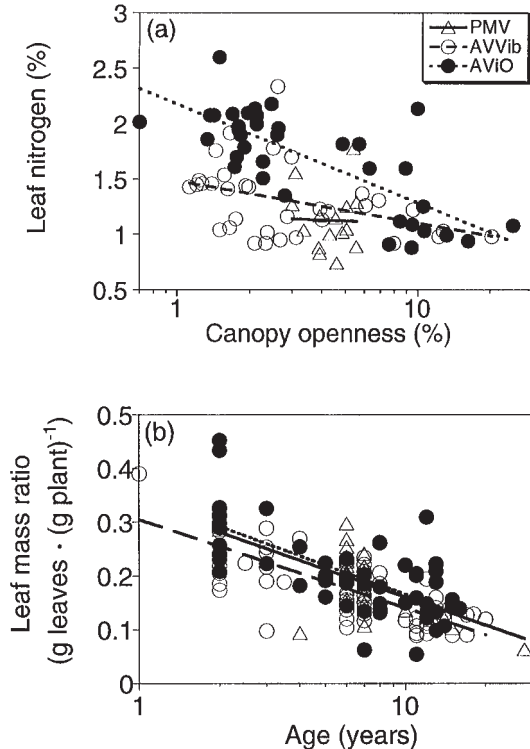 (a)
PMV
AVVib
AViO
Leaf nitrogen (%)
3
2.5
2
1.5
1
0.5
1
10
Canopy openness (%)
(b)
Leaf mass ratio
(g leaves · (g plant)⁻¹
0.5
0.4
0.3
0.2
0.1
0
1
10
Age (years)